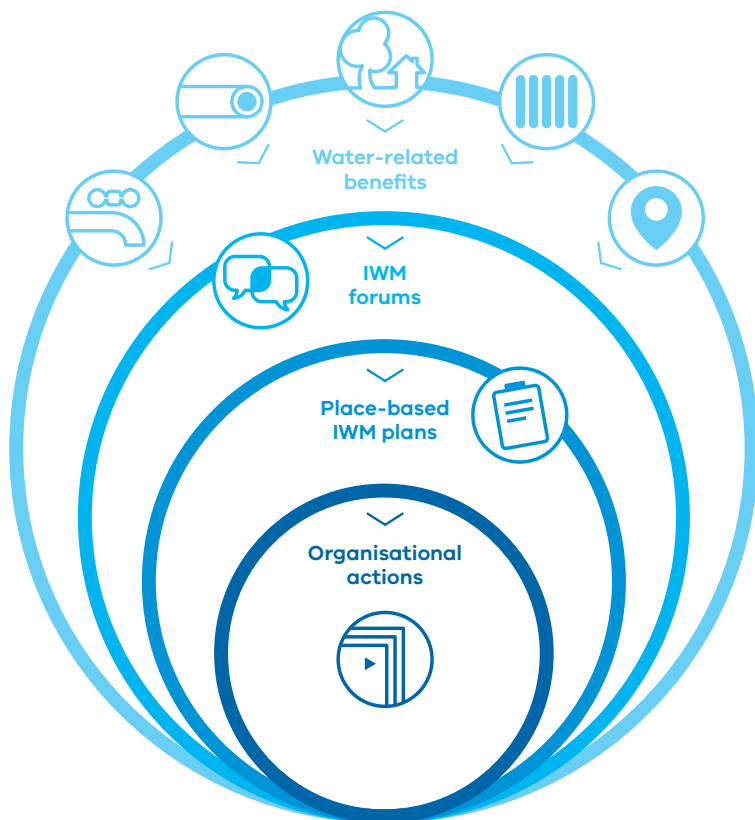 Water-related
benefits
IWM
forums
Place-based
IWM plans
Organisational
actions